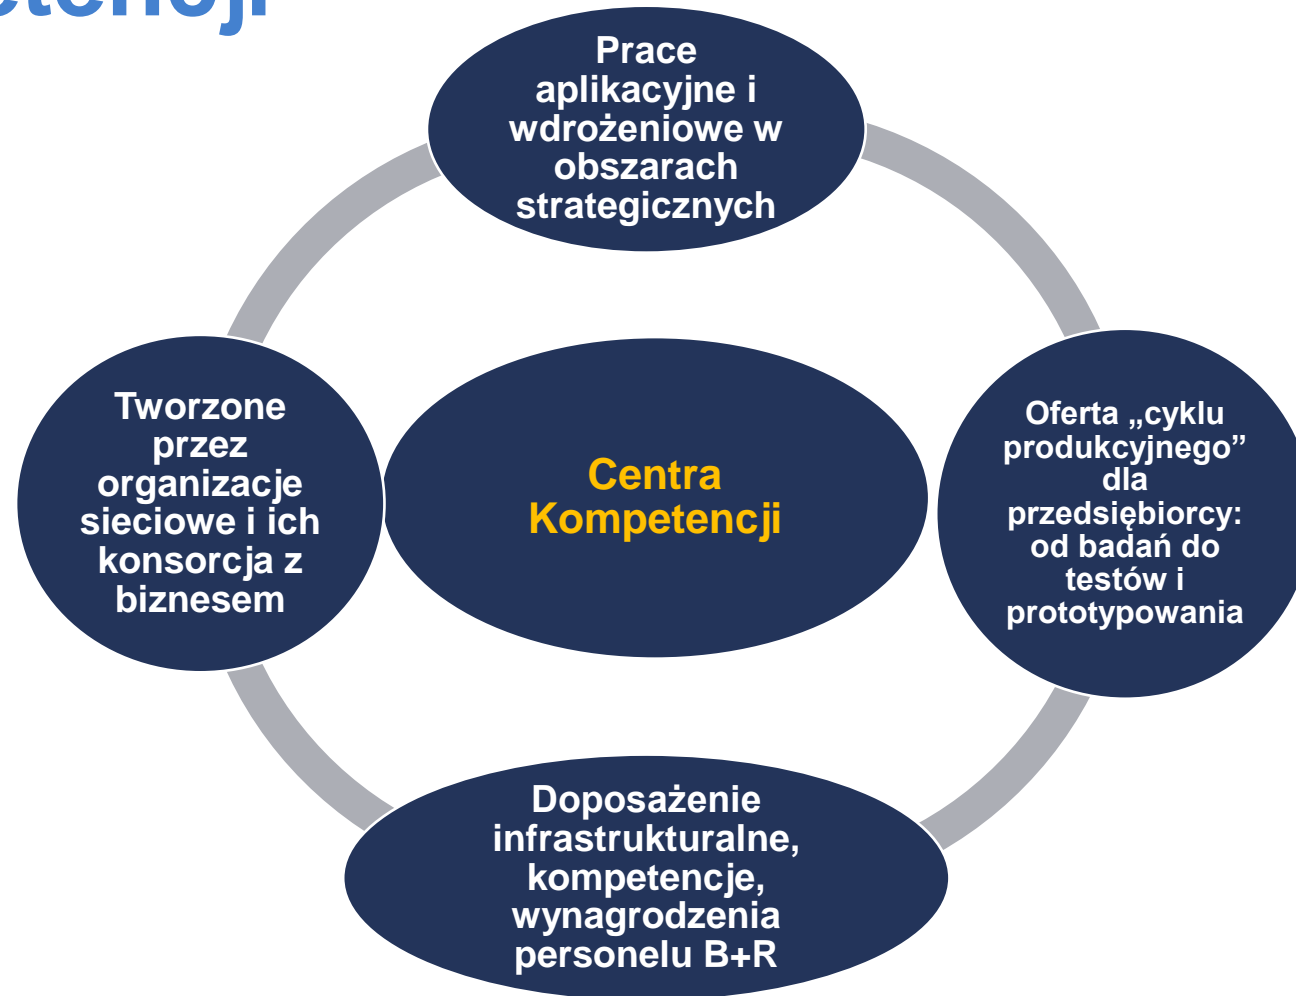 Prace
aplikacyjne i
wdrożeniowe w
obszarach
strategicznych
Tworzone
przez
organizacje
sieciowe i ich
konsorcja z
biznesem
Centra
Kompetencji
Oferta „cyklu
produkcyjnego”
dla
przedsiębiorcy:
od badań do
testów i
prototypowania
Doposażenie
infrastrukturalne,
kompetencje,
wynagrodzenia
personelu B+R